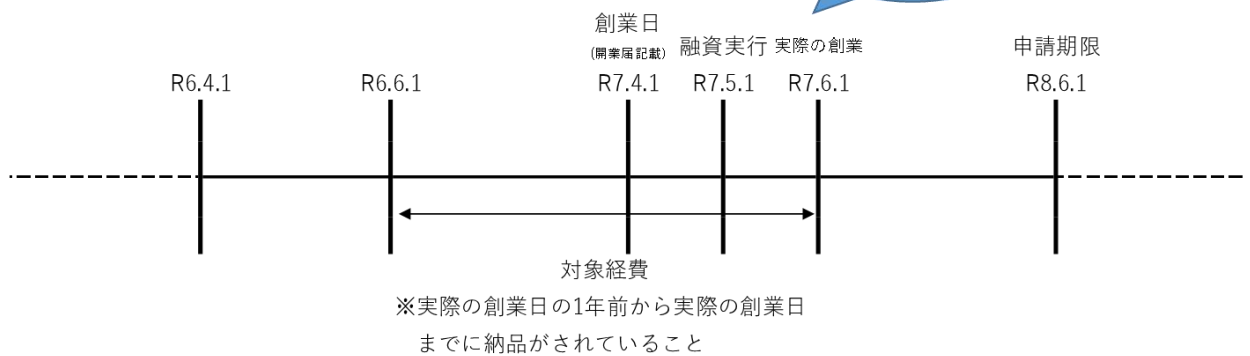 創業日
(開業届記載)
融資実行
実際の創業
申請期限
R6.4.1
R6.6.1
R7.4.1
R7.5.1
R7.6.1
R8.6.1
対象経費
※実際の創業日の1年前から実際の創業日
までに納品がされていること